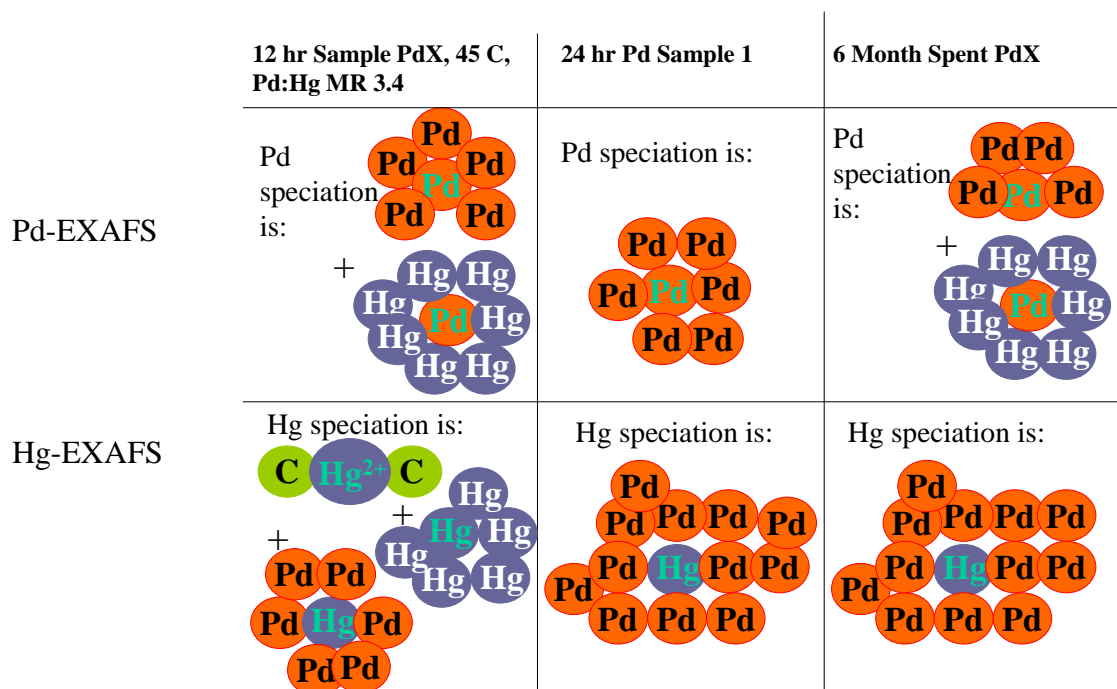 12 hr Sample PdX, 45 C,
Pd:Hg MR 3.4
24 hr Pd Sample 1
6 Month Spent PdX
Pd-EXAFS
Pd
speciation
is:
Pd
Pd Pd
Pd
Pd Pd
+
Hg Hg
Hg
Pd Hg
Hg
Hg Hg
Pd speciation is:
Pd Pd
Pd Pd Pd
Pd Pd
Pd
speciation
is:
Pd Pd
Pd Pd Pd
+
Hg Hg
Hg
Pd Hg
Hg
Hg Hg
Hg-EXAFS
Hg speciation is:
C Hg2+ C
+
Hg
Hg Hg
Hg
Hg Hg
+
Pd Pd
Pd Hg Pd
Pd Pd
Hg speciation is:
Pd
Pd Pd Pd Pd
Pd Hg Pd Pd
Pd
Pd Pd Pd
Hg speciation is:
Pd
Pd Pd Pd Pd
Pd Hg Pd Pd
Pd
Pd Pd Pd